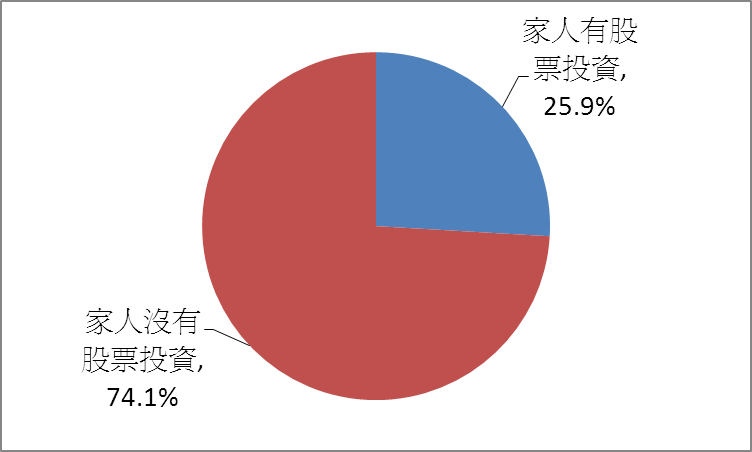 家人有股
票投資,
25.9%
家人沒有
股票投資,
74.1%